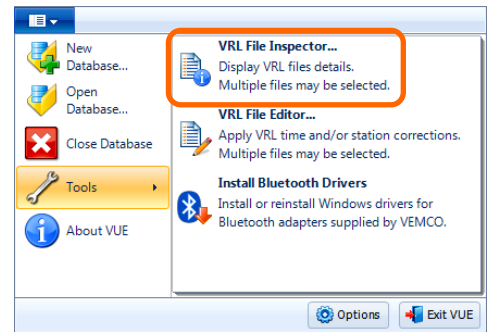 New
Database...
Open
Database...
Close Database
Tools
About VUE
VRL File Inspector...
Display VRL files details.
Multiple files may be selected.
VRL File Editor...
Apply VRL time and/or station corrections.
Multiple files may be selected.
Install Bluetooth Drivers
Install or reinstall Windows drivers for
Bluetooth adapters supplied by VEMCO.
Options
Exit VUE